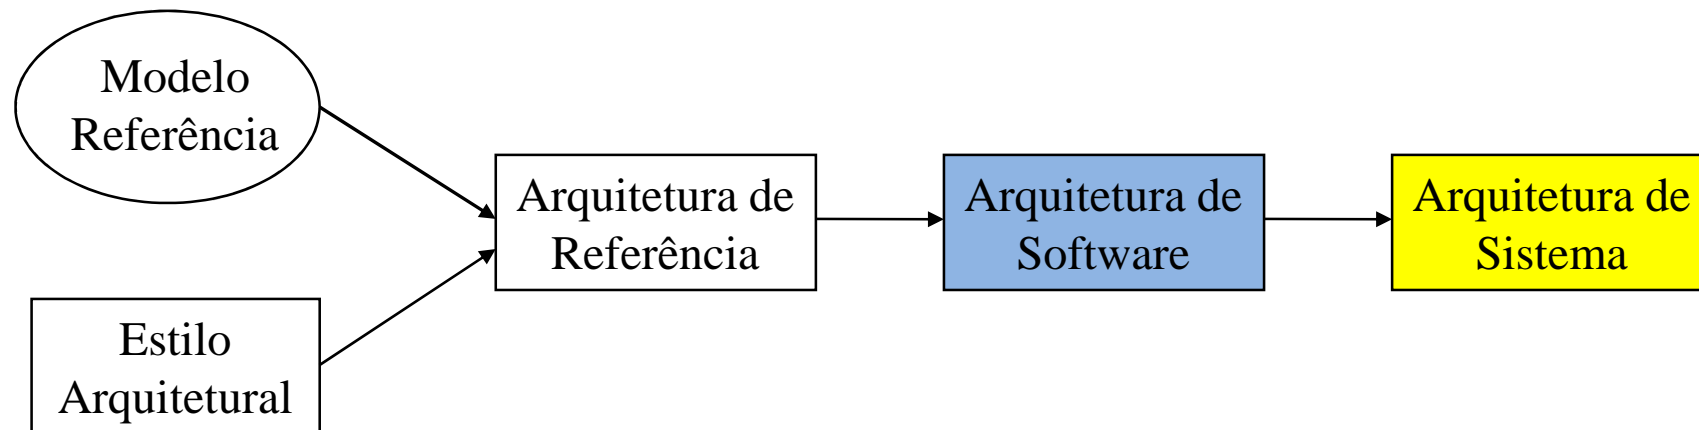 Modelo
Referência
Estilo
Arquitetural
Arquitetura de
Referência
Arquitetura de
Software
Arquitetura de
Sistema